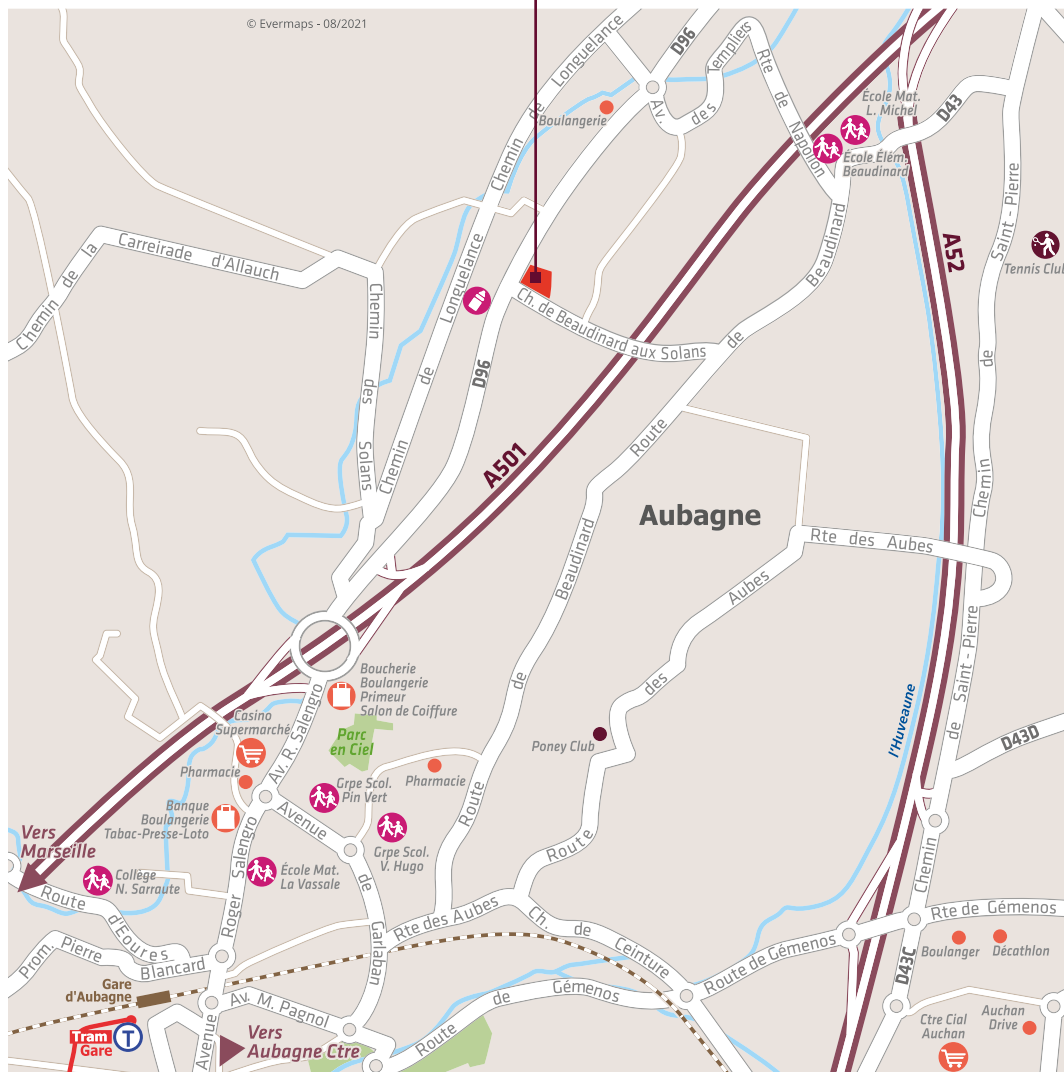 © Evermaps - 08/2021
D96
Chemin de Longuelance
Av. des Templiers
Rte de Napollon
École Mat.
L. Michel
D43
Boulangerie
École Élém.
Beaudinard
Saint - Pierre
A52
Tennis Club
Chemin de la Carreirade d'Allauch
Chemin des Solans
Chemin de Longuelance
Ch. de Beaudinard aux Solans
D96
Route de Beaudinard
de
A501
Aubagne
Chemin
Rte des Aubes
Route des Aubes
Route de Beaudinard
Chemin de Saint - Pierre
l'Huveaune
D43D
Boucherie
Boulangerie
Primeur
Salon de Coiffure
Casino
Supermarché
Av. R. Salengro
Parc
en Ciel
Poney Club
Pharmacie
Pharmacie
Grpe Scol.
Pin Vert
Banque
Boulangerie
Tabac-Presse-Loto
Avenue de Garlaban
Grpe Scol.
V. Hugo
Vers
Marseille
Collège
N. Sarraute
École Mat.
La Vassale
Avenue Roger Salengro
Route d'Eoures
Prom. Pierre Blancard
Rte des Aubes
Ch. de Ceinture
Rte de Gémenos
Route de Gémenos
Boulanger
Décathlon
D43C
Gare
d'Aubagne
Av. M. Pagnol
Route de Gémenos
Tram
Gare
T
Vers
Aubagne Ctre
Auchan
Drive
Ctre Cial
Auchan